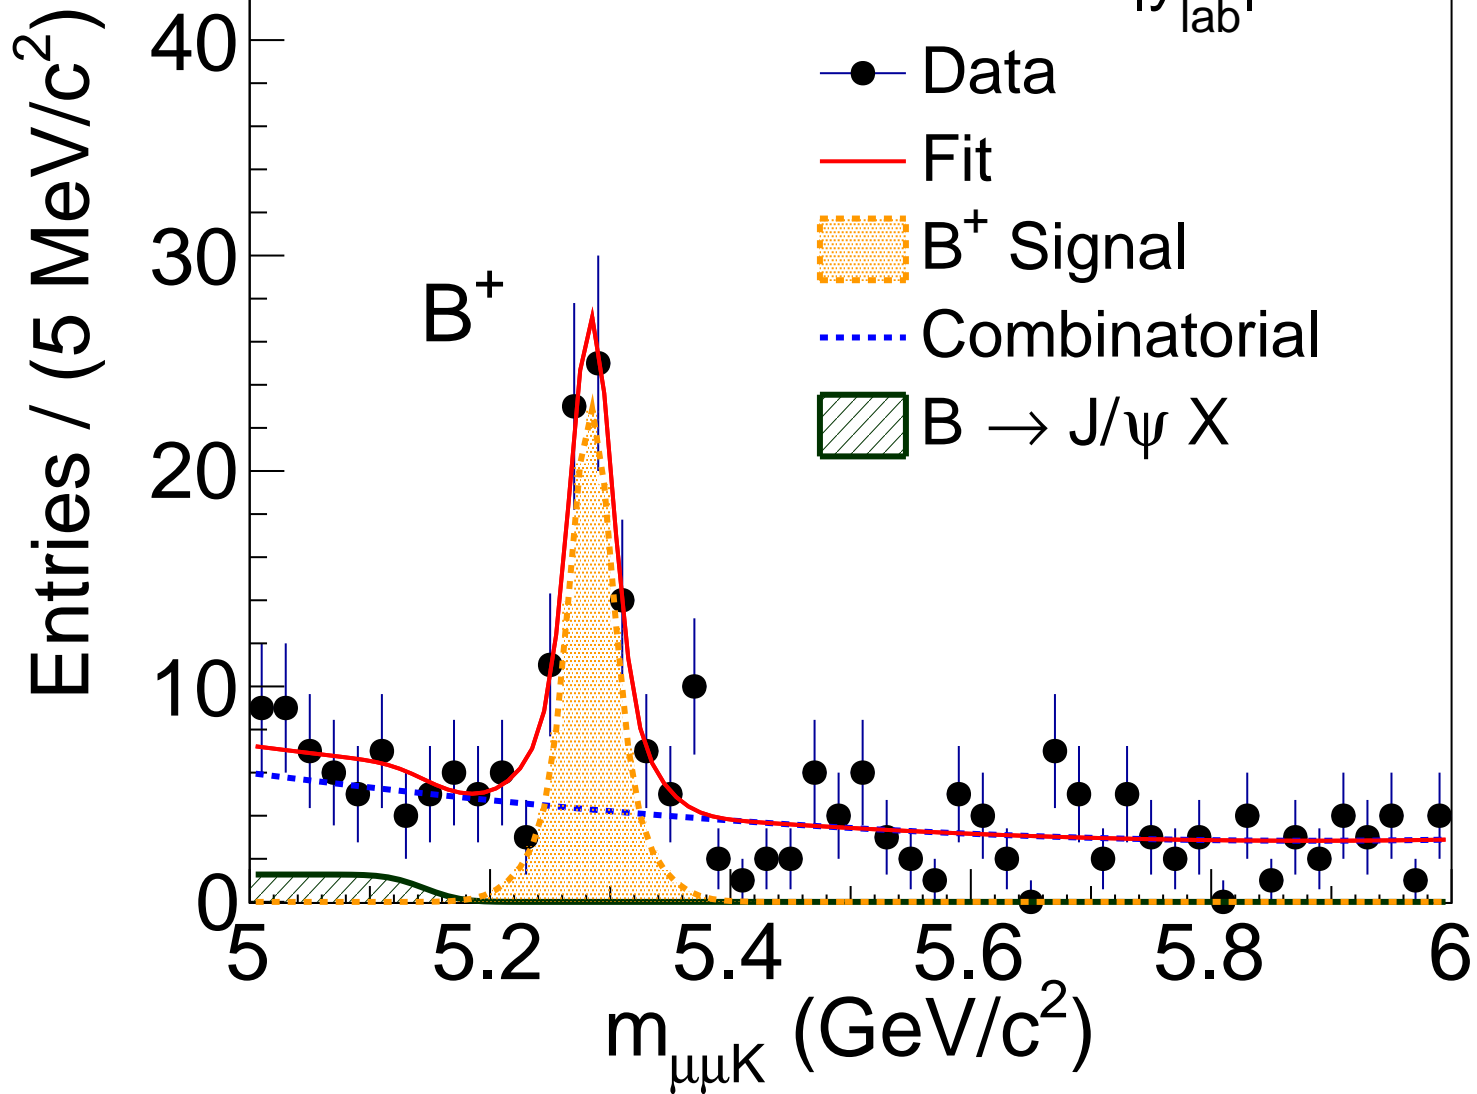 |y_lab|
40
30
20
10
0
Entries / (5 MeV/c²)
Data
Fit
B⁺ Signal
Combinatorial
B → J/ψ X
B⁺
5 5.2 5.4 5.6 5.8 6
m_μμK (GeV/c²)